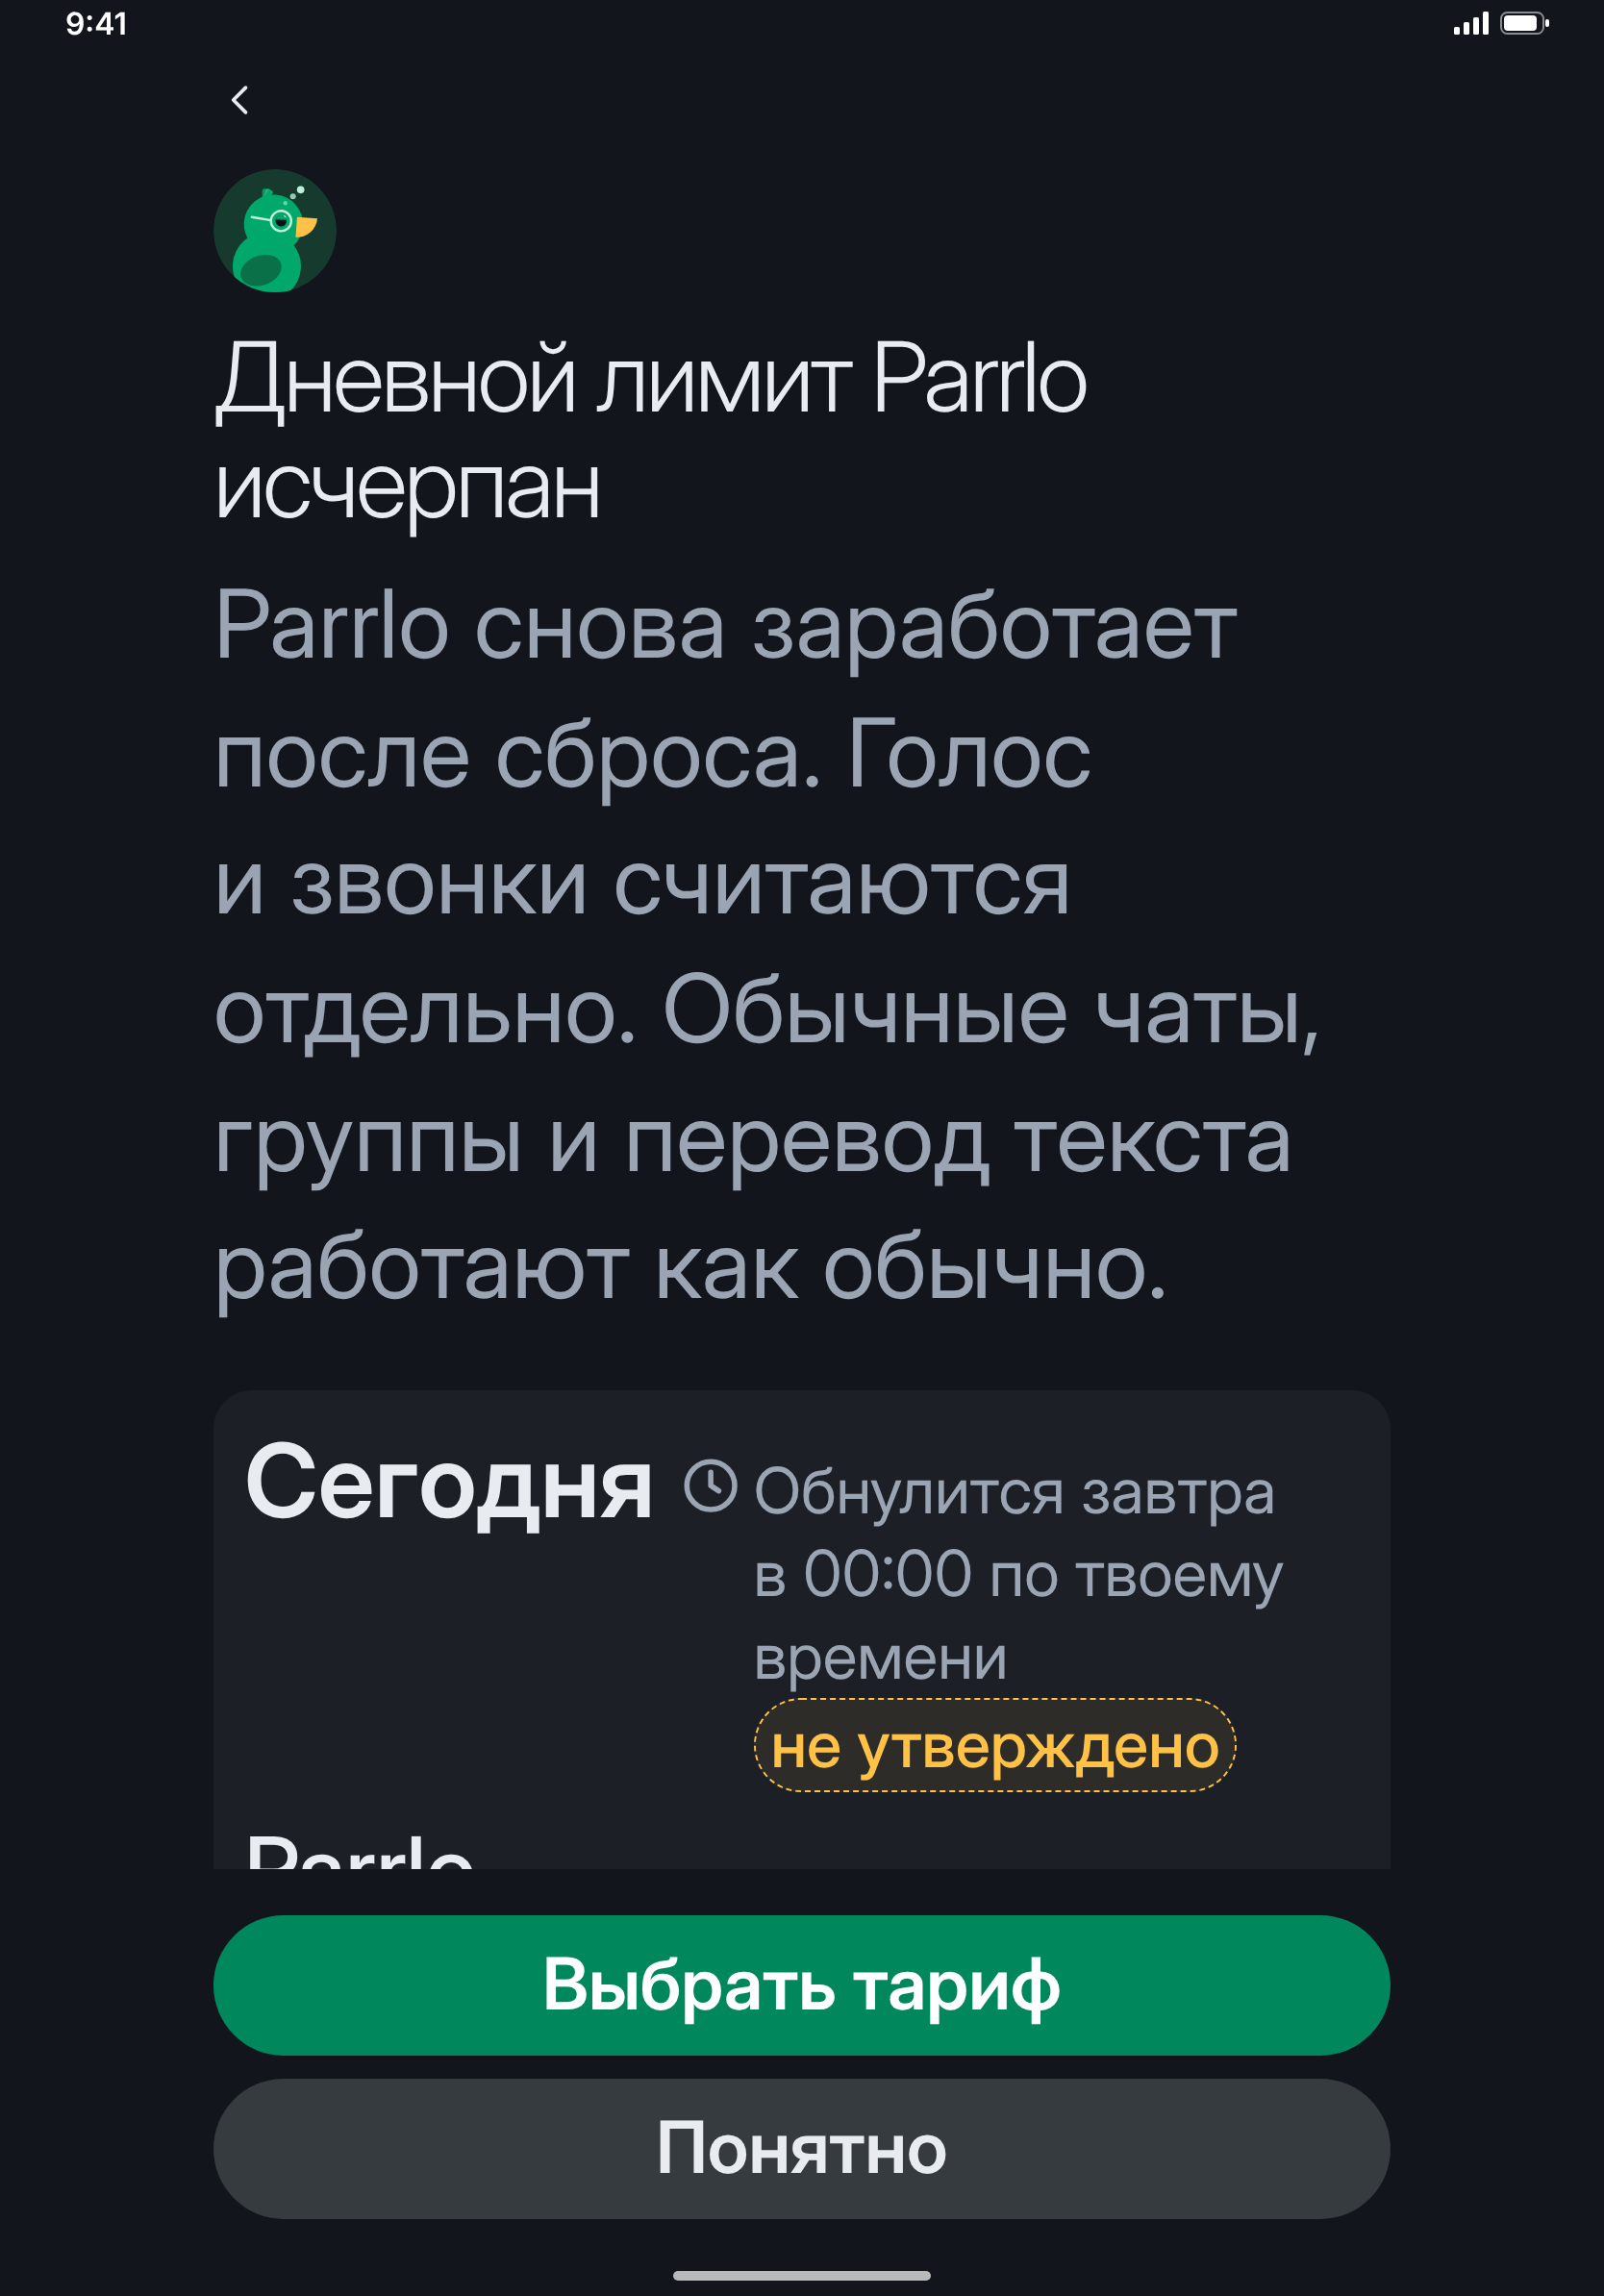 9:41
Дневной лимит Parrlo
исчерпан
Parrlo снова заработает
после сброса. Голос
и звонки считаются
отдельно. Обычные чаты,
группы и перевод текста
работают как обычно.
Сегодня
Обнулится завтра
в 00:00 по твоему
времени
не утверждено
Parrlo
Выбрать тариф
Понятно